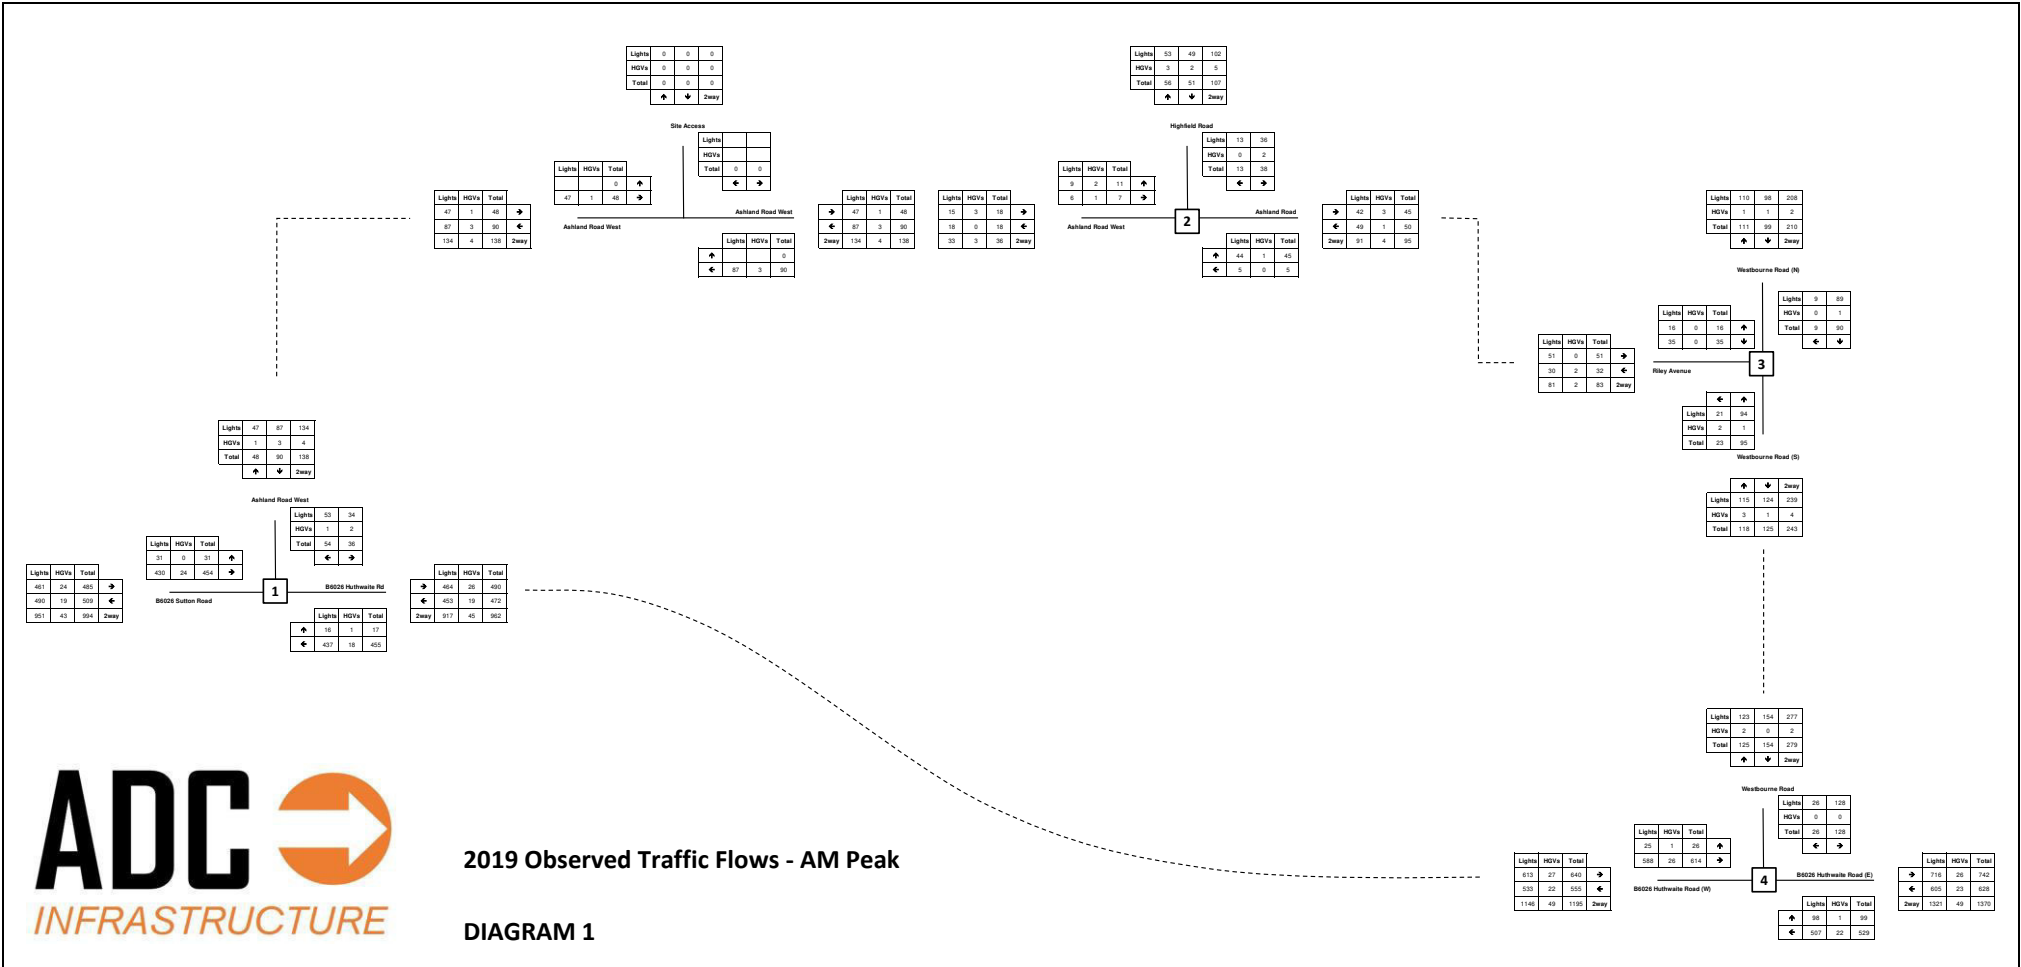 Lights 0 0 0
HGVs 0 0 0
Total 0 0 0
↑ ↓ 2way
Site Access
Lights
HGVs
Total 0 0
← →
Lights HGVs Total
0 ↑
47 1 48 →
Lights HGVs Total
47 1 48 →
87 3 90 ←
134 4 138 2way
Ashland Road West
Ashland Road West
Lights HGVs Total
↑ 0
← 87 3 90
Lights HGVs Total
→ 47 1 48
← 87 3 90
2way 134 4 138
Lights 53 49 102
HGVs 3 2 5
Total 56 51 107
↑ ↓ 2way
Highfield Road
Lights 13 36
HGVs 0 2
Total 13 38
← →
Lights HGVs Total
9 2 11 ↑
6 1 7 →
Lights HGVs Total
15 3 18 →
18 0 18 ←
33 3 36 2way
Ashland Road West
2
Ashland Road
Lights HGVs Total
↑ 44 1 45
← 5 0 5
Lights HGVs Total
→ 42 3 45
← 49 1 50
2way 91 4 95
Lights 110 98 208
HGVs 1 1 2
Total 111 99 210
↑ ↓ 2way
Westbourne Road (N)
Lights 9 89
HGVs 0 1
Total 9 90
← ↓
Lights HGVs Total
16 0 16 ↑
35 0 35 ↓
Lights HGVs Total
51 0 51 →
30 2 32 ←
81 2 83 2way
Riley Avenue
3
← ↑
Lights 21 94
HGVs 2 1
Total 23 95
Westbourne Road (S)
↑ ↓ 2way
Lights 115 124 239
HGVs 3 1 4
Total 118 125 243
Lights 47 87 134
HGVs 1 3 4
Total 48 90 138
↑ ↓ 2way
Ashland Road West
Lights 53 34
HGVs 1 2
Total 54 36
← →
Lights HGVs Total
31 0 31 ↑
430 24 454 →
Lights HGVs Total
461 24 485 →
490 19 509 ←
951 43 994 2way
B6026 Sutton Road
1
B6026 Huthwaite Rd
Lights HGVs Total
↑ 16 1 17
← 437 18 455
Lights HGVs Total
→ 464 26 490
← 453 19 472
2way 917 45 962
Lights 123 154 277
HGVs 2 0 2
Total 125 154 279
↑ ↓ 2way
Westbourne Road
Lights 26 128
HGVs 0 0
Total 26 128
← →
Lights HGVs Total
25 1 26 ↑
588 26 614 →
Lights HGVs Total
613 27 640 →
533 22 555 ←
1146 49 1195 2way
B6026 Huthwaite Road (W)
4
B6026 Huthwaite Road (E)
Lights HGVs Total
↑ 98 1 99
← 507 22 529
Lights HGVs Total
→ 716 26 742
← 605 23 628
2way 1321 49 1370
ADC
INFRASTRUCTURE
2019 Observed Traffic Flows - AM Peak
DIAGRAM 1